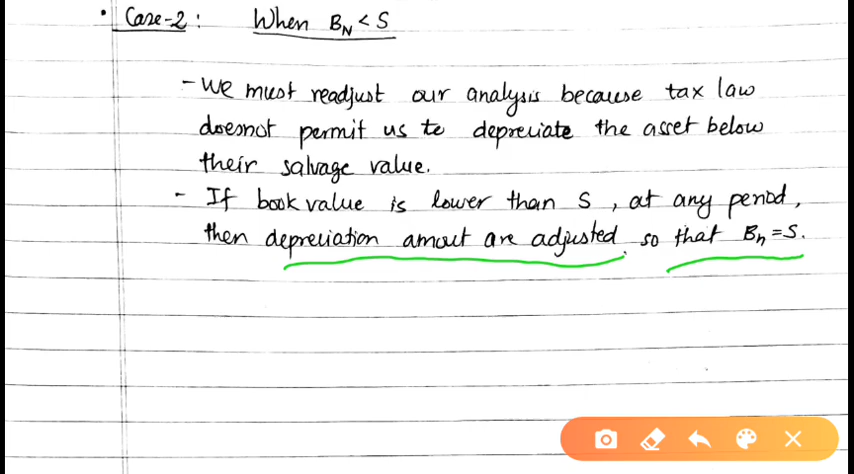 • Case-2 : When B_N < S
- We must readjust our analysis because tax law
doesnot permit us to depreciate the asset below
their salvage value.
- If book value is lower than S , at any period,
then depreciation amout are adjusted, so that B_n = S.